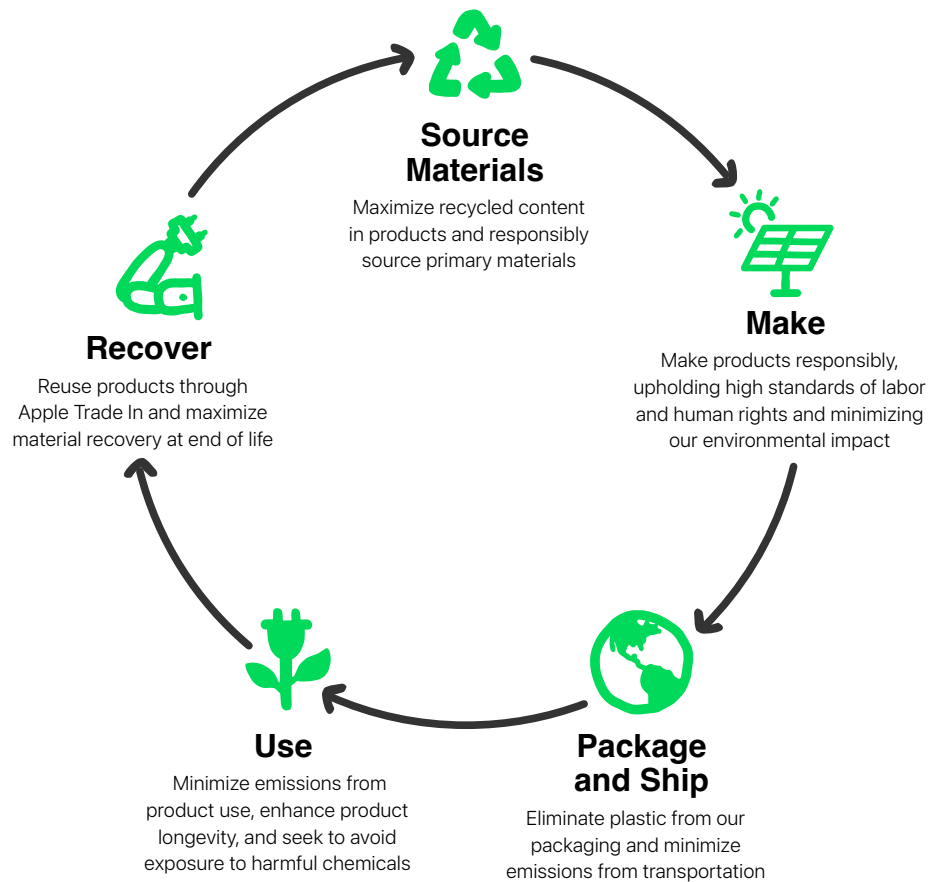 Source
Materials
Maximize recycled content
in products and responsibly
source primary materials
Make
Make products responsibly,
upholding high standards of labor
and human rights and minimizing
our environmental impact
Package
and Ship
Eliminate plastic from our
packaging and minimize
emissions from transportation
Use
Minimize emissions from
product use, enhance product
longevity, and seek to avoid
exposure to harmful chemicals
Recover
Reuse products through
Apple Trade In and maximize
material recovery at end of life